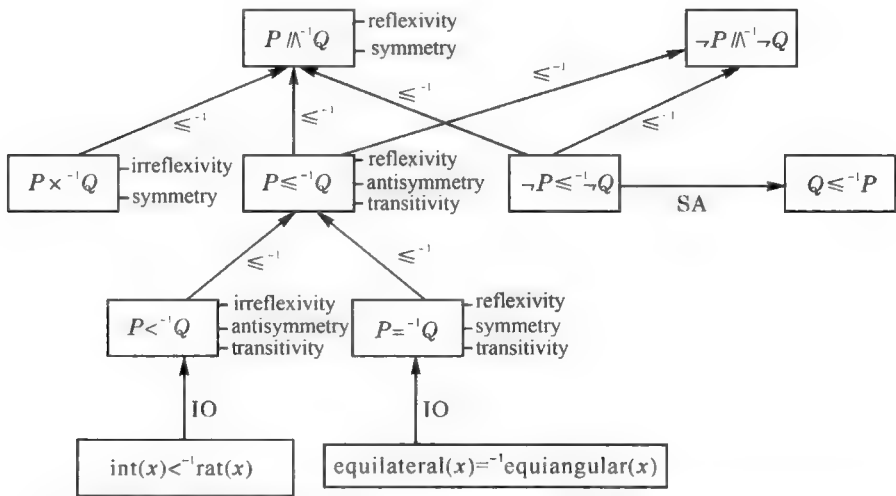 P ⩚⁻¹Q
reflexivity
symmetry
¬P ⩚⁻¹¬Q
≤⁻¹
≤⁻¹
≤⁻¹
≤⁻¹
≤⁻¹
P×⁻¹Q
irreflexivity
symmetry
P≤⁻¹Q
reflexivity
antisymmetry
transitivity
¬P≤⁻¹¬Q
SA
Q≤⁻¹P
≤⁻¹
≤⁻¹
P<⁻¹Q
irreflexivity
antisymmetry
transitivity
P=⁻¹Q
reflexivity
symmetry
transitivity
IO
IO
int(x)<⁻¹rat(x)
equilateral(x)=⁻¹equiangular(x)